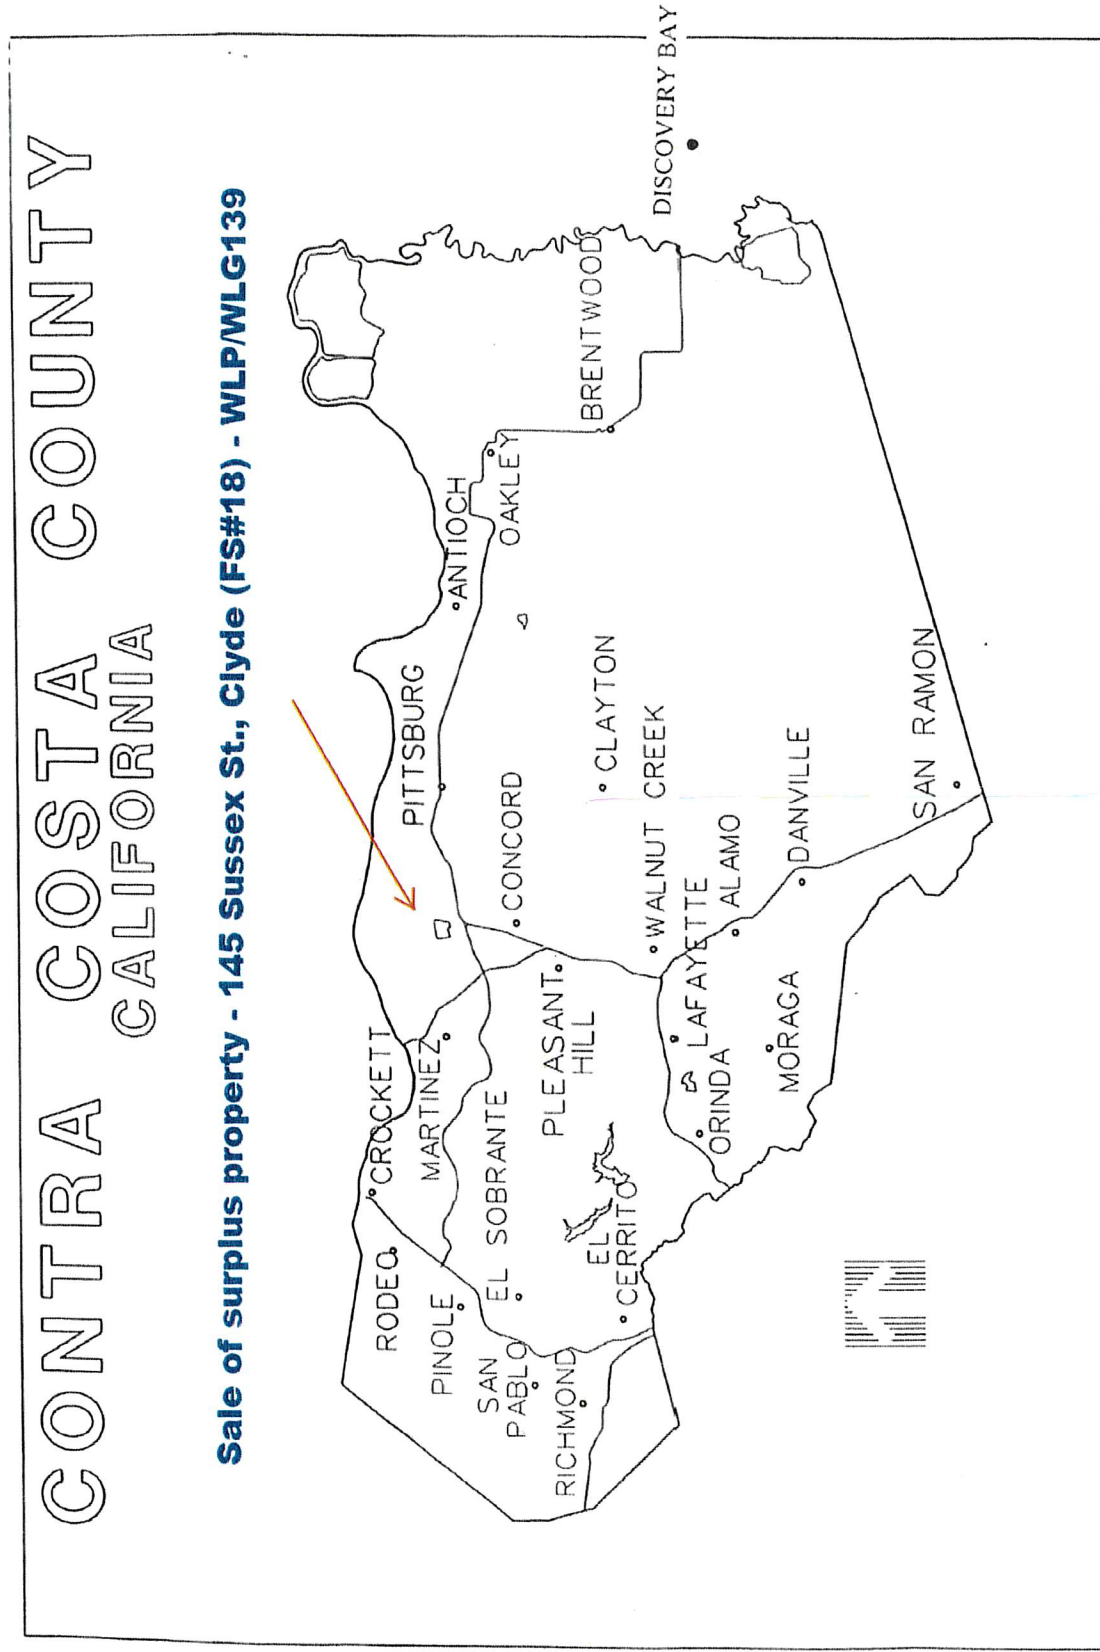 CONTRA COSTA COUNTY
CALIFORNIA
Sale of surplus property - 145 Sussex St., Clyde (FS#18) - WLP/WLG139
CROCKETT
RODEO
MARTINEZ
PITTSBURG
PINOLE
ANTIOCH
EL SOBRANTE
CONCORD
OAKLEY
SAN
PABLO
PLEASANT
HILL
RICHMOND
CLAYTON
BRENTWOOD
EL
CERRITO
WALNUT CREEK
DISCOVERY BAY
LAFAYETTE
ORINDA
ALAMO
MORAGA
DANVILLE
SAN RAMON